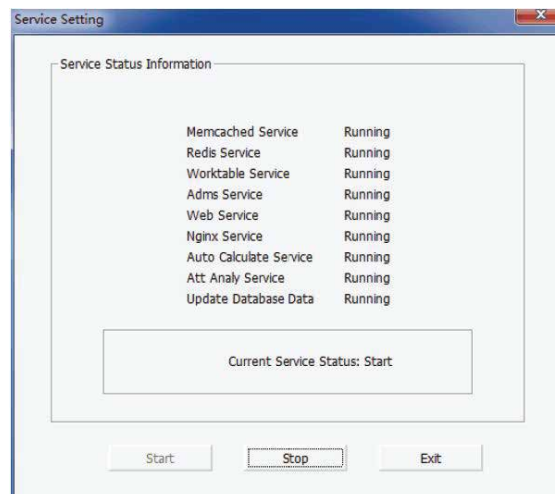 Service Setting
x
Service Status Information
Memcached Service Running
Redis Service Running
Worktable Service Running
Adms Service Running
Web Service Running
Nginx Service Running
Auto Calculate Service Running
Att Analy Service Running
Update Database Data Running
Current Service Status: Start
Start Stop Exit